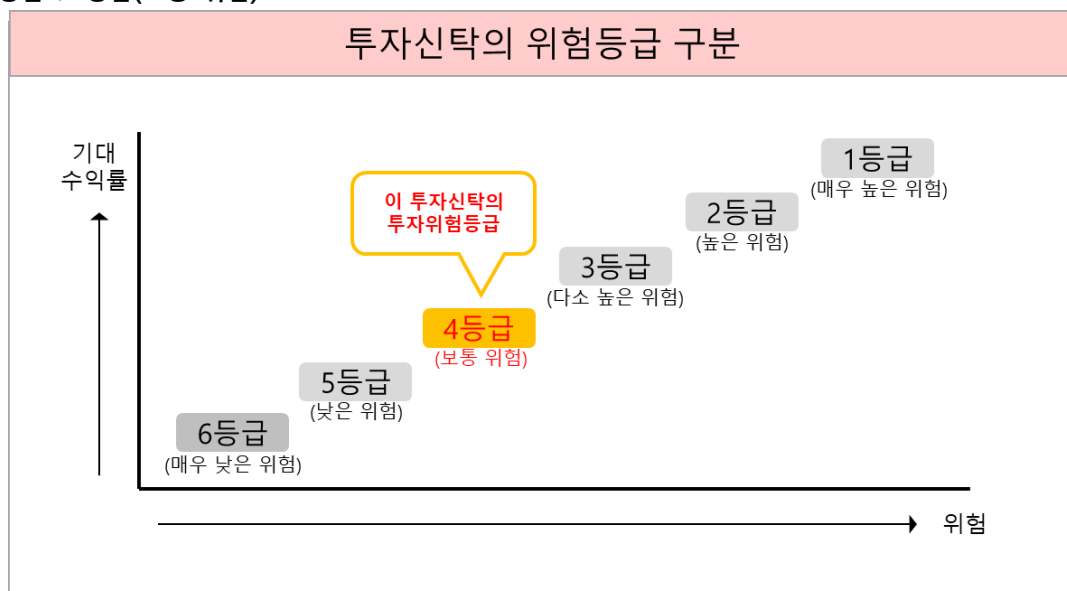 투자신탁의 위험등급 구분
기대
수익률
1등급
(매우 높은 위험)
이 투자신탁의
투자위험등급
2등급
(높은 위험)
3등급
(다소 높은 위험)
4등급
(보통 위험)
5등급
(낮은 위험)
6등급
(매우 낮은 위험)
위험